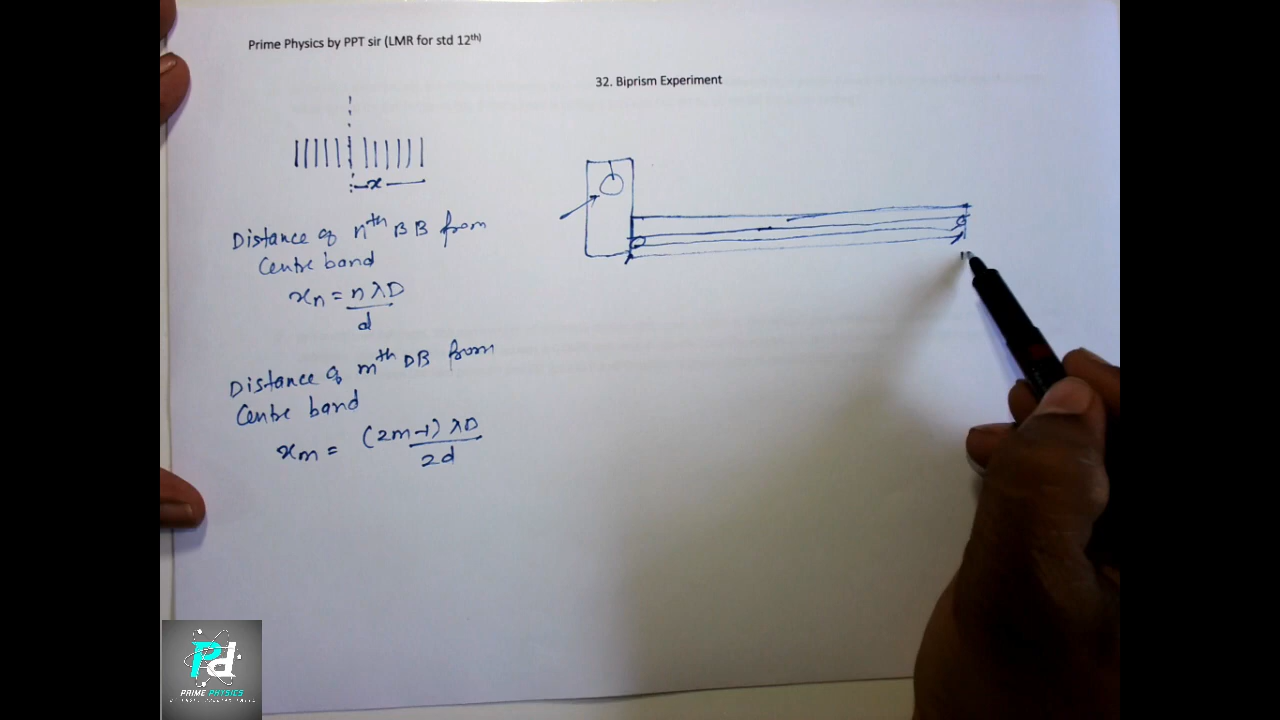 Prime Physics by PPT sir (LMR for std 12th)
32. Biprism Experiment
x
Distance of nth BB from
Centre band
xn = nλD
d
Distance of mth DB from
Centre band
xm = (2m-1) λD
2d
Pd
PRIME PHYSICS